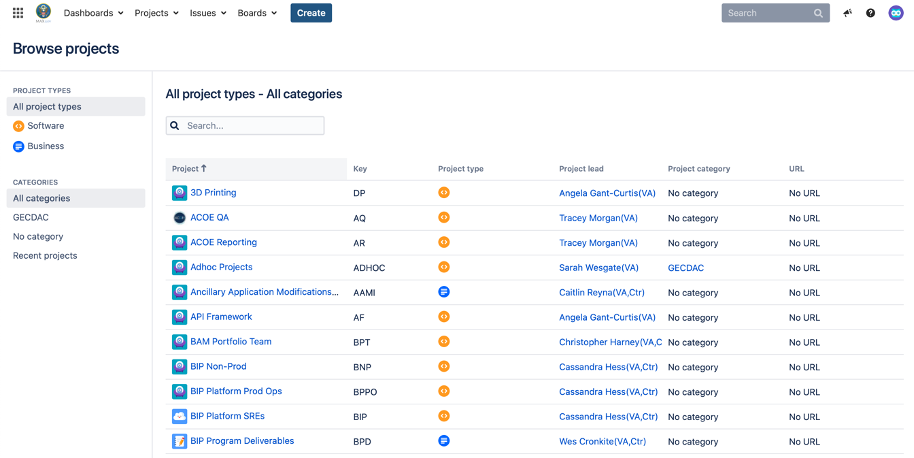 Dashboards Projects Issues Boards Create Search
Browse projects
PROJECT TYPES
All project types
Software
Business
CATEGORIES
All categories
GECDAC
No category
Recent projects
All project types - All categories
Search...
Project ↑ Key Project type Project lead Project category URL
3D Printing DP Angela Gant-Curtis(VA) No category No URL
ACOE QA AQ Tracey Morgan(VA) No category No URL
ACOE Reporting AR Tracey Morgan(VA) No category No URL
Adhoc Projects ADHOC Sarah Wesgate(VA) GECDAC No URL
Ancillary Application Modifications... AAMI Caitlin Reyna(VA,Ctr) No category No URL
API Framework AF Angela Gant-Curtis(VA) No category No URL
BAM Portfolio Team BPT Christopher Harney(VA,C No category No URL
BIP Non-Prod BNP Cassandra Hess(VA,Ctr) No category No URL
BIP Platform Prod Ops BPPO Cassandra Hess(VA,Ctr) No category No URL
BIP Platform SREs BIP Cassandra Hess(VA,Ctr) No category No URL
BIP Program Deliverables BPD Wes Cronkite(VA,Ctr) No category No URL